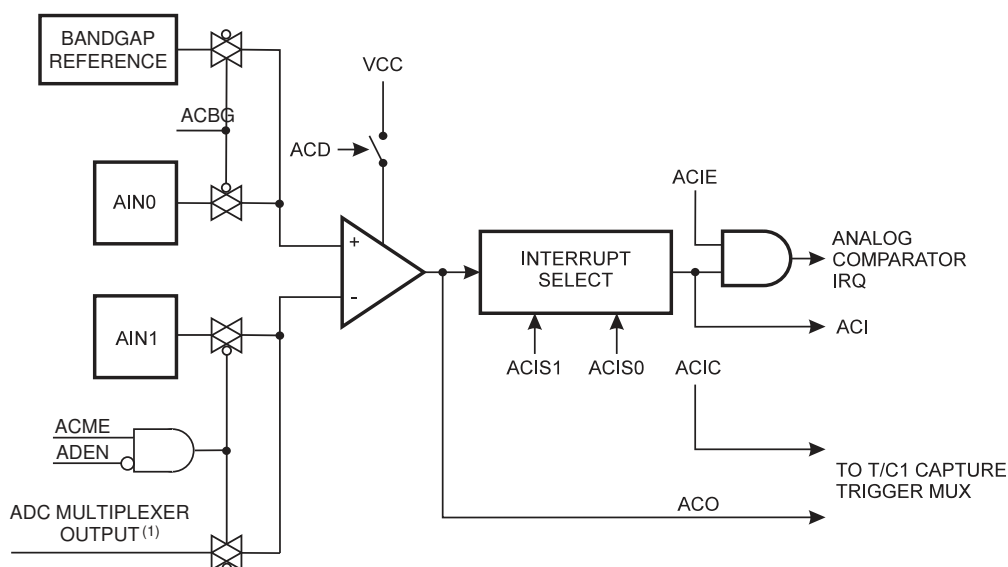 BANDGAP
REFERENCE
VCC
ACBG
ACD
AIN0
ACIE
+
INTERRUPT
SELECT
ANALOG
COMPARATOR
IRQ
-
AIN1
ACI
ACIS1
ACIS0
ACIC
ACME
ADEN
TO T/C1 CAPTURE
TRIGGER MUX
ACO
ADC MULTIPLEXER
OUTPUT (1)